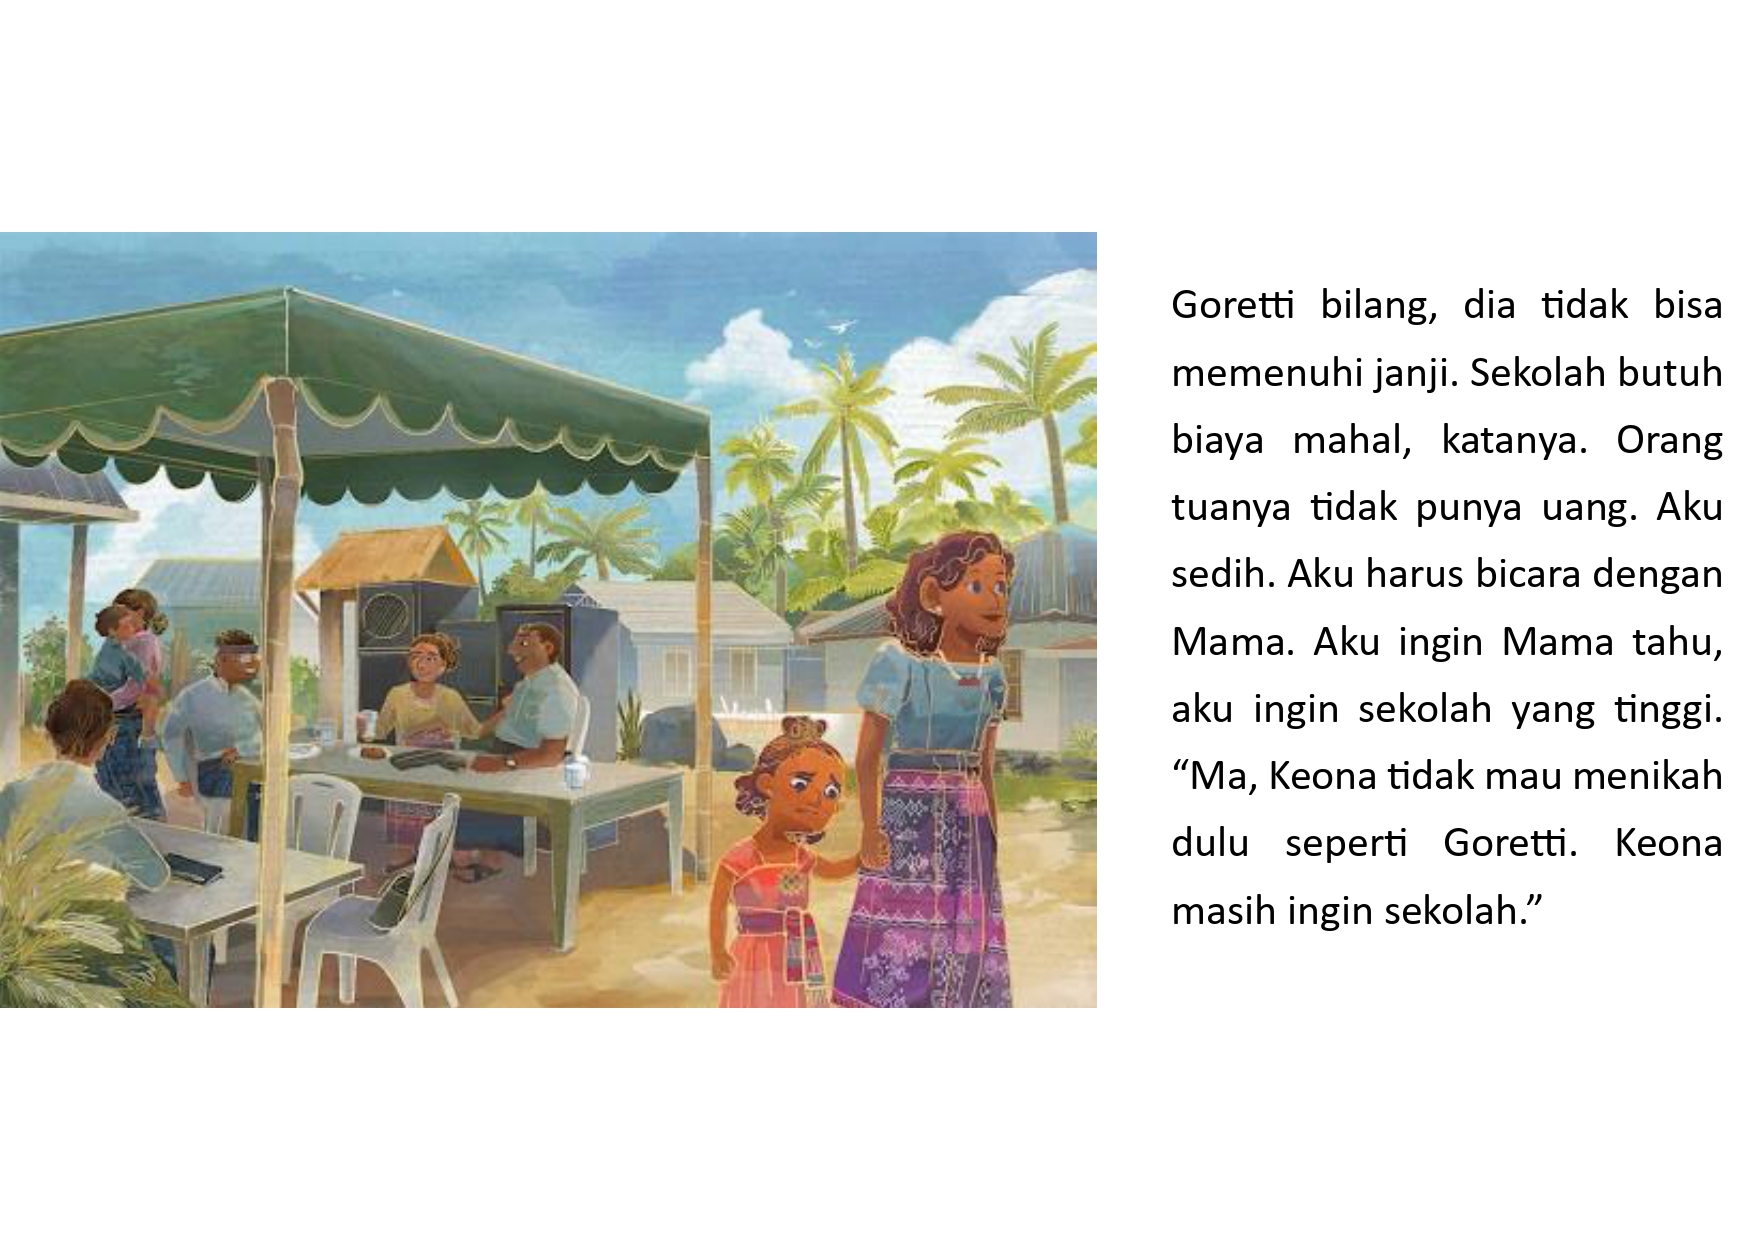 Goretti bilang, dia tidak bisa
memenuhi janji. Sekolah butuh
biaya mahal, katanya. Orang
tuanya tidak punya uang. Aku
sedih. Aku harus bicara dengan
Mama. Aku ingin Mama tahu,
aku ingin sekolah yang tinggi.
“Ma, Keona tidak mau menikah
dulu seperti Goretti. Keona
masih ingin sekolah.”